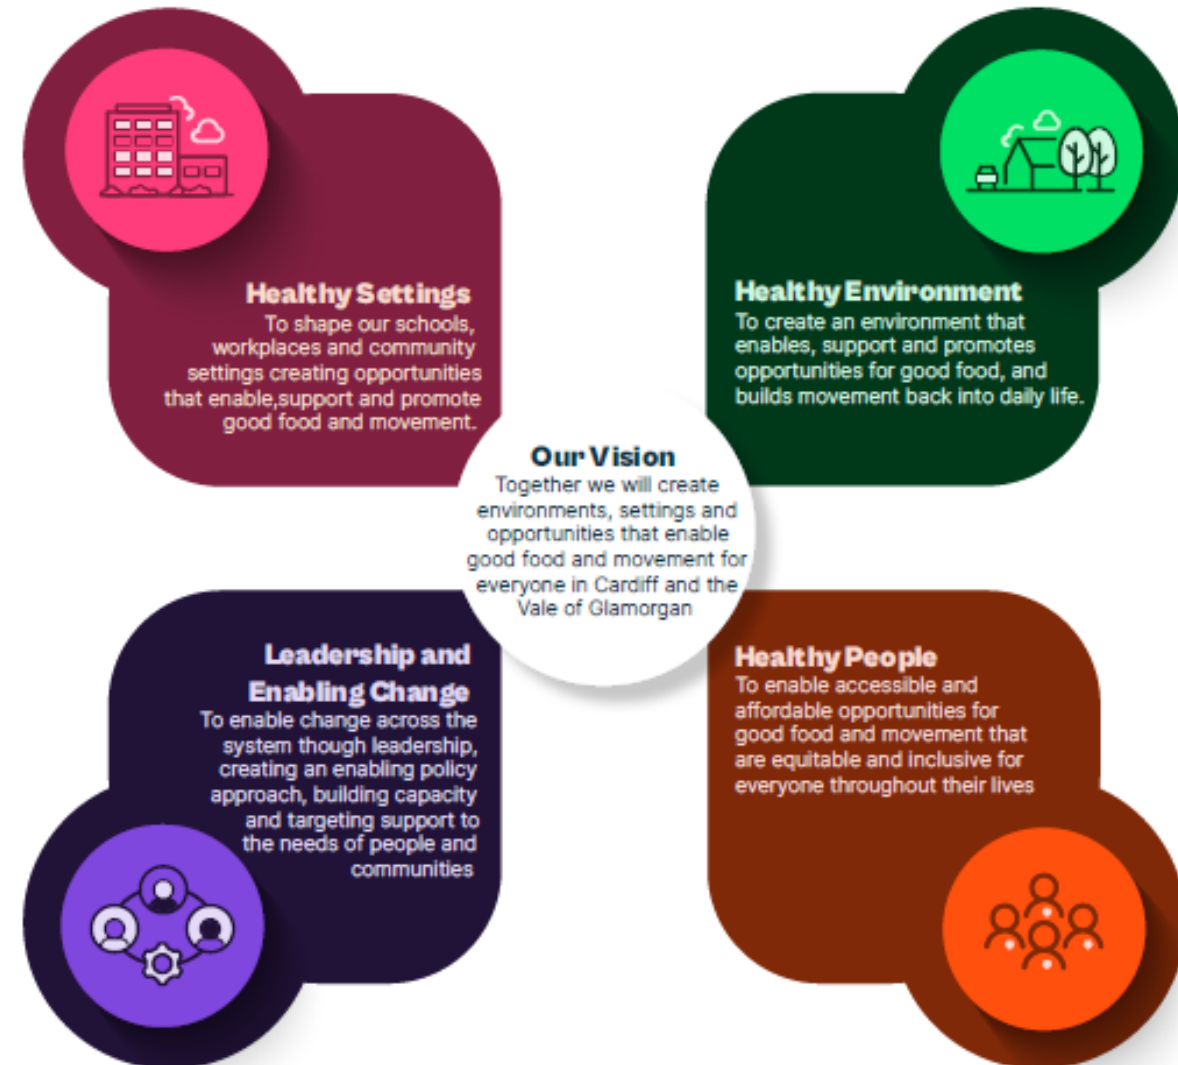 Healthy Settings
To shape our schools,
workplaces and community
settings creating opportunities
that enable,support and promote
good food and movement.
Healthy Environment
To create an environment that
enables, support and promotes
opportunities for good food, and
builds movement back into daily life.
Our Vision
Together we will create
environments, settings and
opportunities that enable
good food and movement for
everyone in Cardiff and the
Vale of Glamorgan
Leadership and
Enabling Change
To enable change across the
system though leadership,
creating an enabling policy
approach, building capacity
and targeting support to
the needs of people and
communities
Healthy People
To enable accessible and
affordable opportunities for
good food and movement that
are equitable and inclusive for
everyone throughout their lives